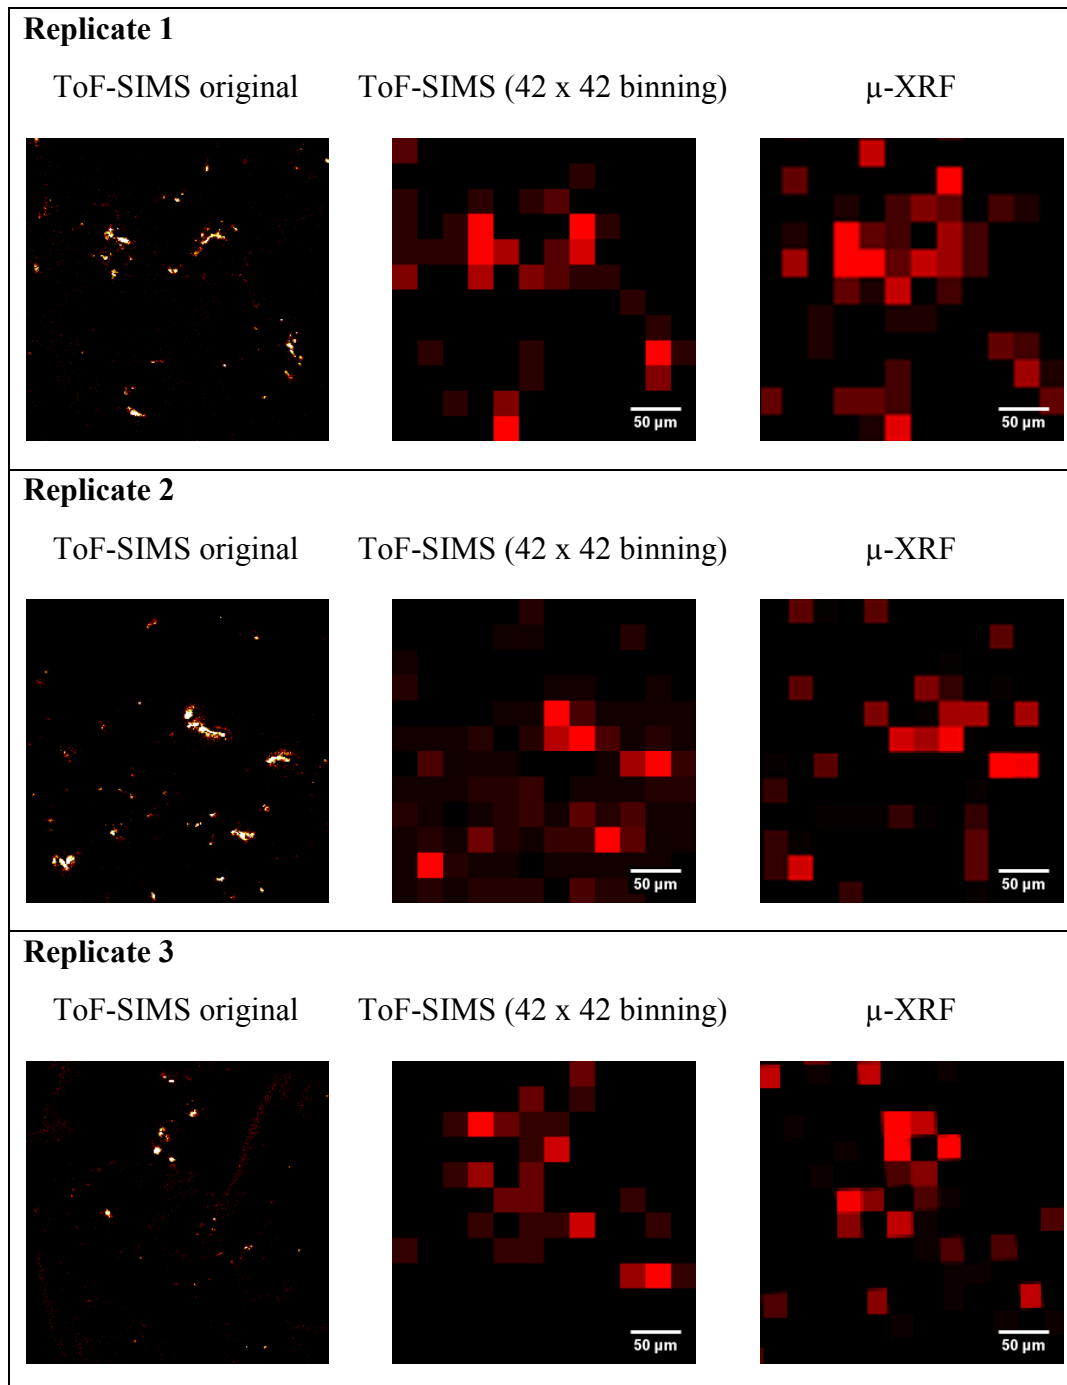 Replicate 1
ToF-SIMS original ToF-SIMS (42 x 42 binning) µ-XRF
50 µm 50 µm
Replicate 2
ToF-SIMS original ToF-SIMS (42 x 42 binning) µ-XRF
50 µm 50 µm
Replicate 3
ToF-SIMS original ToF-SIMS (42 x 42 binning) µ-XRF
50 µm 50 µm